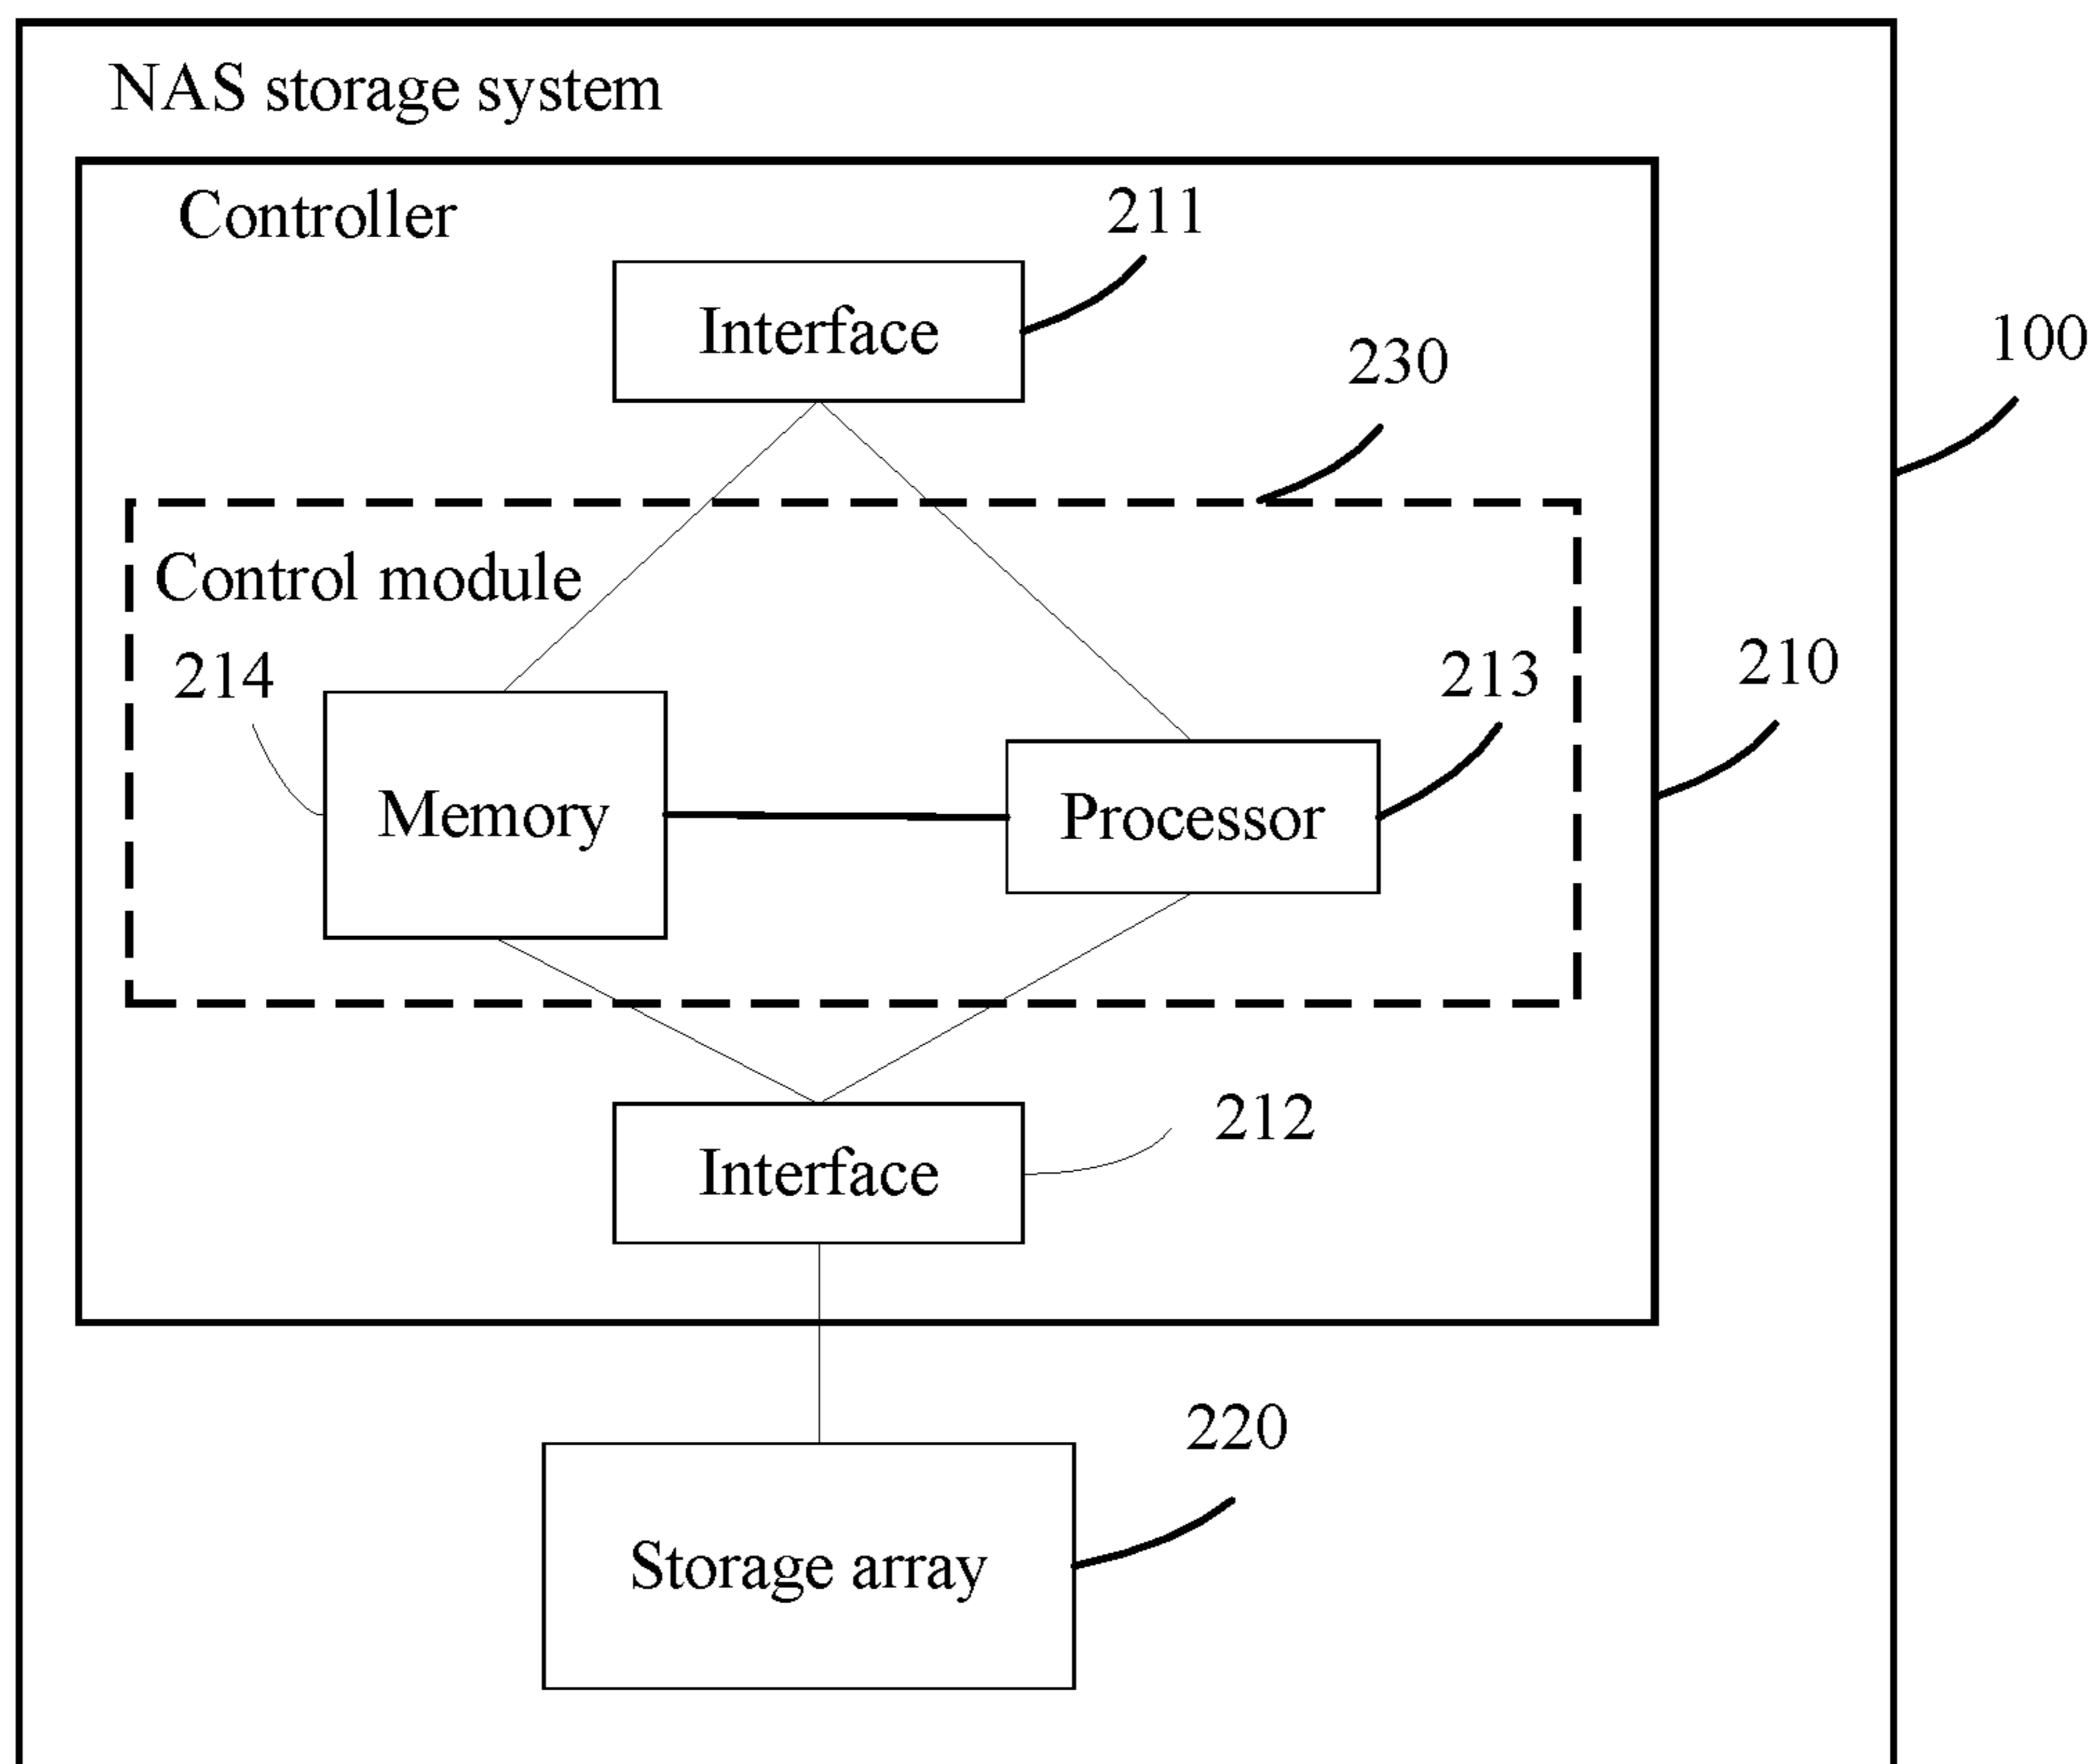 NAS storage system
Controller
211
Interface
100
230
Control module
214
213
210
Memory
Processor
212
Interface
220
Storage array